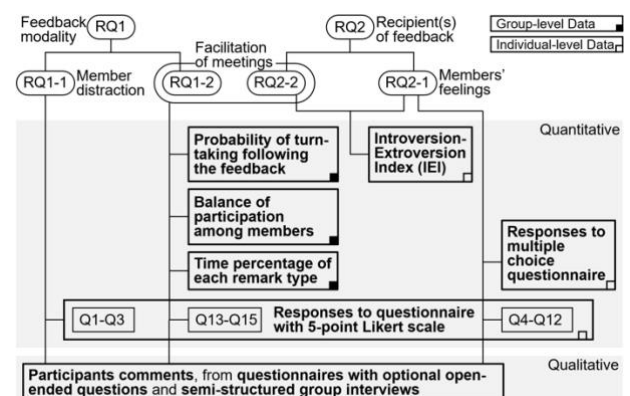 Feedback modality
RQ1
RQ2
Recipient(s) of feedback
Group-level Data
Individual-level Data
Facilitation of meetings
RQ1-1
Member distraction
RQ1-2
RQ2-2
RQ2-1
Members' feelings
Quantitative
Probability of turn-
taking following
the feedback
Introversion-
Extroversion
Index (IEI)
Balance of
participation
among members
Responses to
multiple
choice
questionnaire
Time percentage of
each remark type
Q1-Q3
Q13-Q15
Responses to questionnaire
with 5-point Likert scale
Q4-Q12
Qualitative
Participants comments, from questionnaires with optional open-
ended questions and semi-structured group interviews